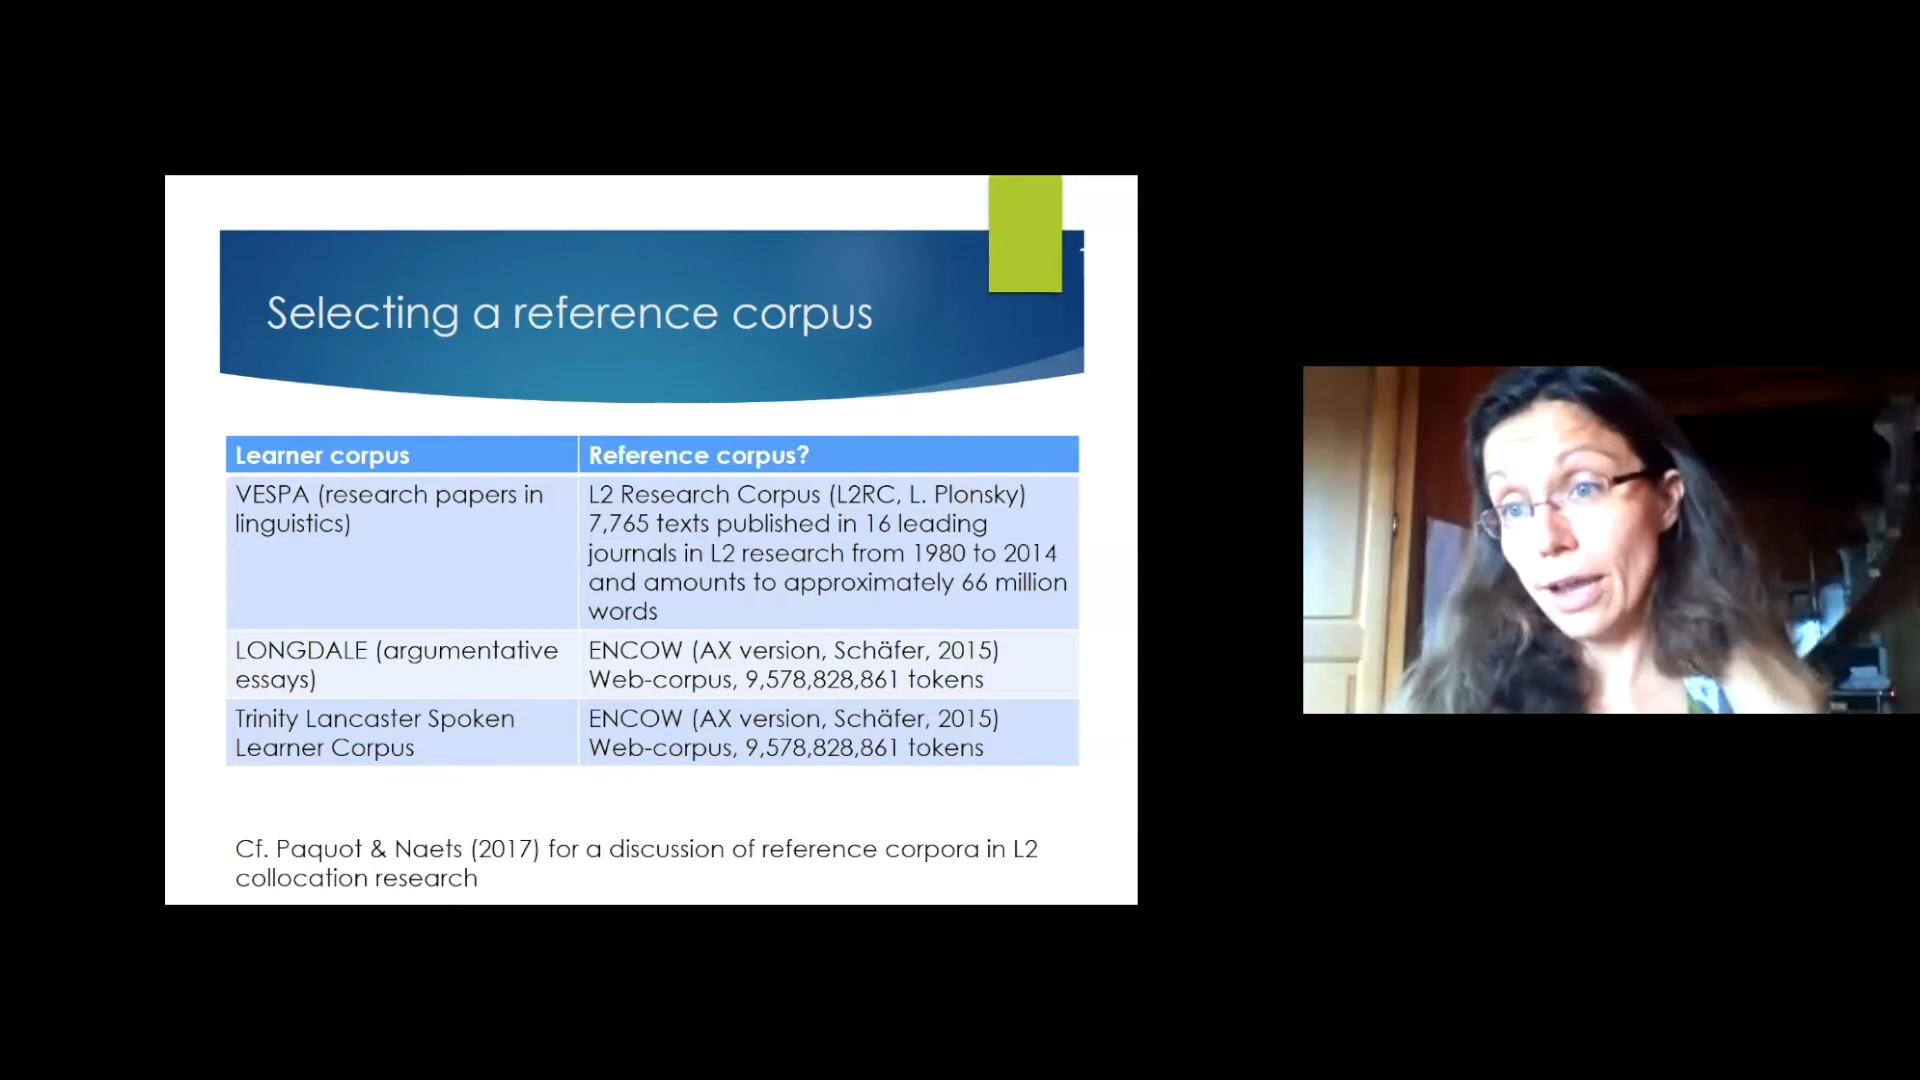 Selecting a reference corpus
Learner corpus
Reference corpus?
VESPA (research papers in
linguistics)
L2 Research Corpus (L2RC, L. Plonsky)
7,765 texts published in 16 leading
journals in L2 research from 1980 to 2014
and amounts to approximately 66 million
words
LONGDALE (argumentative
essays)
ENCOW (AX version, Schäfer, 2015)
Web-corpus, 9,578,828,861 tokens
Trinity Lancaster Spoken
Learner Corpus
ENCOW (AX version, Schäfer, 2015)
Web-corpus, 9,578,828,861 tokens
Cf. Paquot & Naets (2017) for a discussion of reference corpora in L2
collocation research